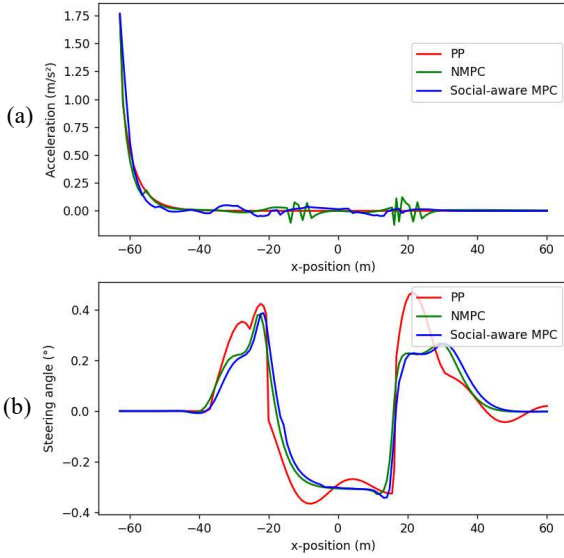 (a)
Acceleration (m/s²)
1.75
1.50
1.25
1.00
0.75
0.50
0.25
0.00
PP
NMPC
Social-aware MPC
−60 −40 −20 0 20 40 60
x-position (m)
(b)
Steering angle (°)
0.4
0.2
0.0
−0.2
−0.4
PP
NMPC
Social-aware MPC
−60 −40 −20 0 20 40 60
x-position (m)